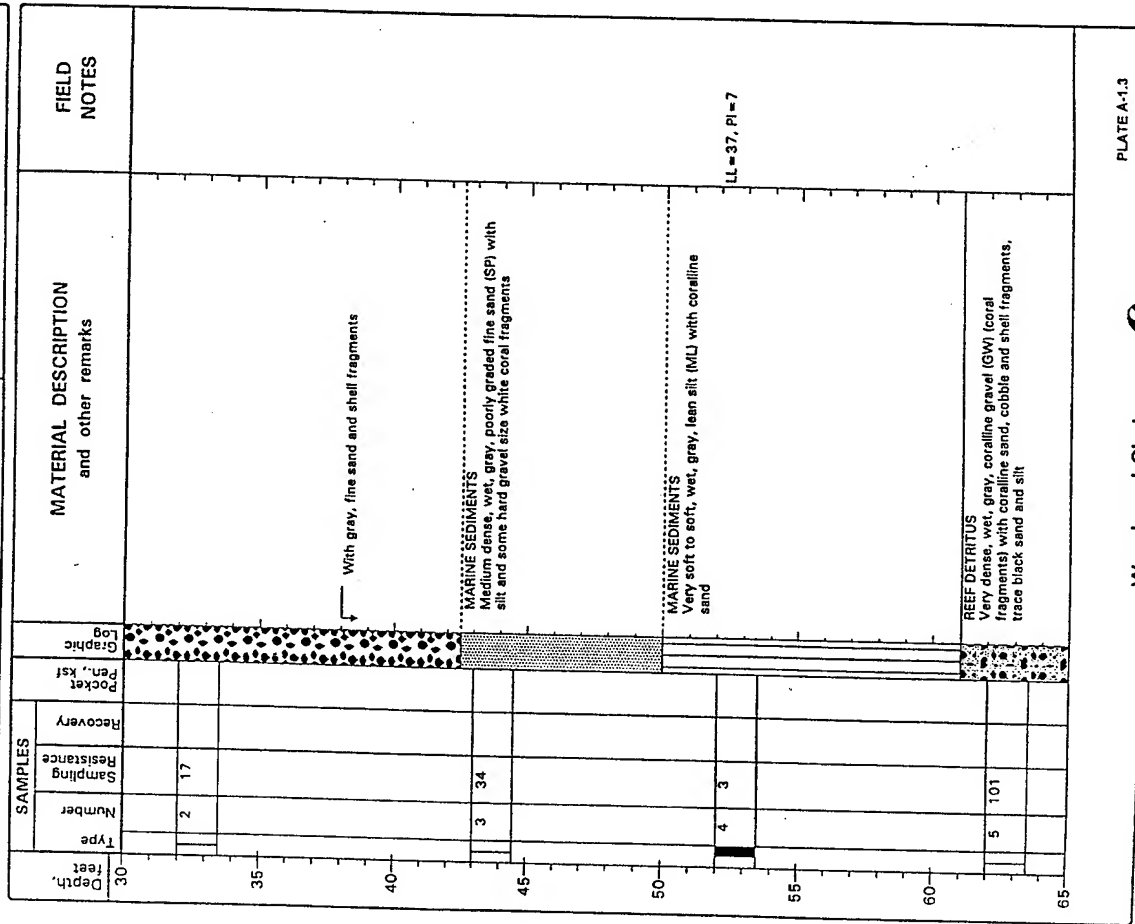 SAMPLES
Depth,
feet
Type
Number
Sampling
Resistance
Recovery
Pocket
Pen., ksf
Graphic
Log
MATERIAL DESCRIPTION
and other remarks
FIELD
NOTES
30
2
17
35
With gray, fine sand and shell fragments
40
MARINE SEDIMENTS
3
34
Medium dense, wet, gray, poorly graded fine sand (SP) with
silt and some hard gravel size white coral fragments
45
50
MARINE SEDIMENTS
Very soft to soft, wet, gray, lean silt (ML) with coralline
sand
4
3
LL=37, PI=7
55
60
REEF DETRITUS
5
101
Very dense, wet, gray, coralline gravel (GW) (coral
fragments) with coralline sand, cobble and shell fragments,
trace black sand and silt
65
PLATE A-1.3